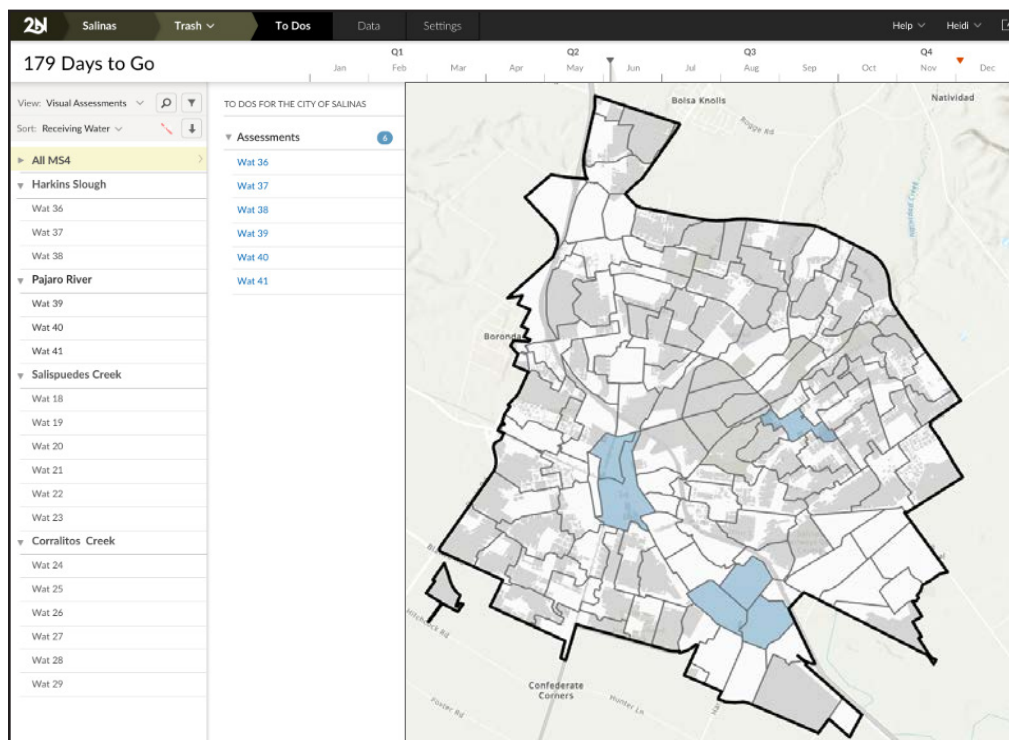 2N Salinas Trash To Dos Data Settings Help Heidi
179 Days to Go
Q1 Q2 Q3 Q4
Jan Feb Mar Apr May Jun Jul Aug Sep Oct Nov Dec
View: Visual Assessments
Sort: Receiving Water
All MS4
Harkins Slough
Wat 36
Wat 37
Wat 38
Pajaro River
Wat 39
Wat 40
Wat 41
Salispuedes Creek
Wat 18
Wat 19
Wat 20
Wat 21
Wat 22
Wat 23
Corralitos Creek
Wat 24
Wat 25
Wat 26
Wat 27
Wat 28
Wat 29
TO DOS FOR THE CITY OF SALINAS
Assessments 6
Wat 36
Wat 37
Wat 38
Wat 39
Wat 40
Wat 41
Bolsa Knolls
Natividad
Rogge Rd
Natividad Creek
Boronda
Hitchcock Rd
Confederate
Corners
Foster Rd
Hunter Ln